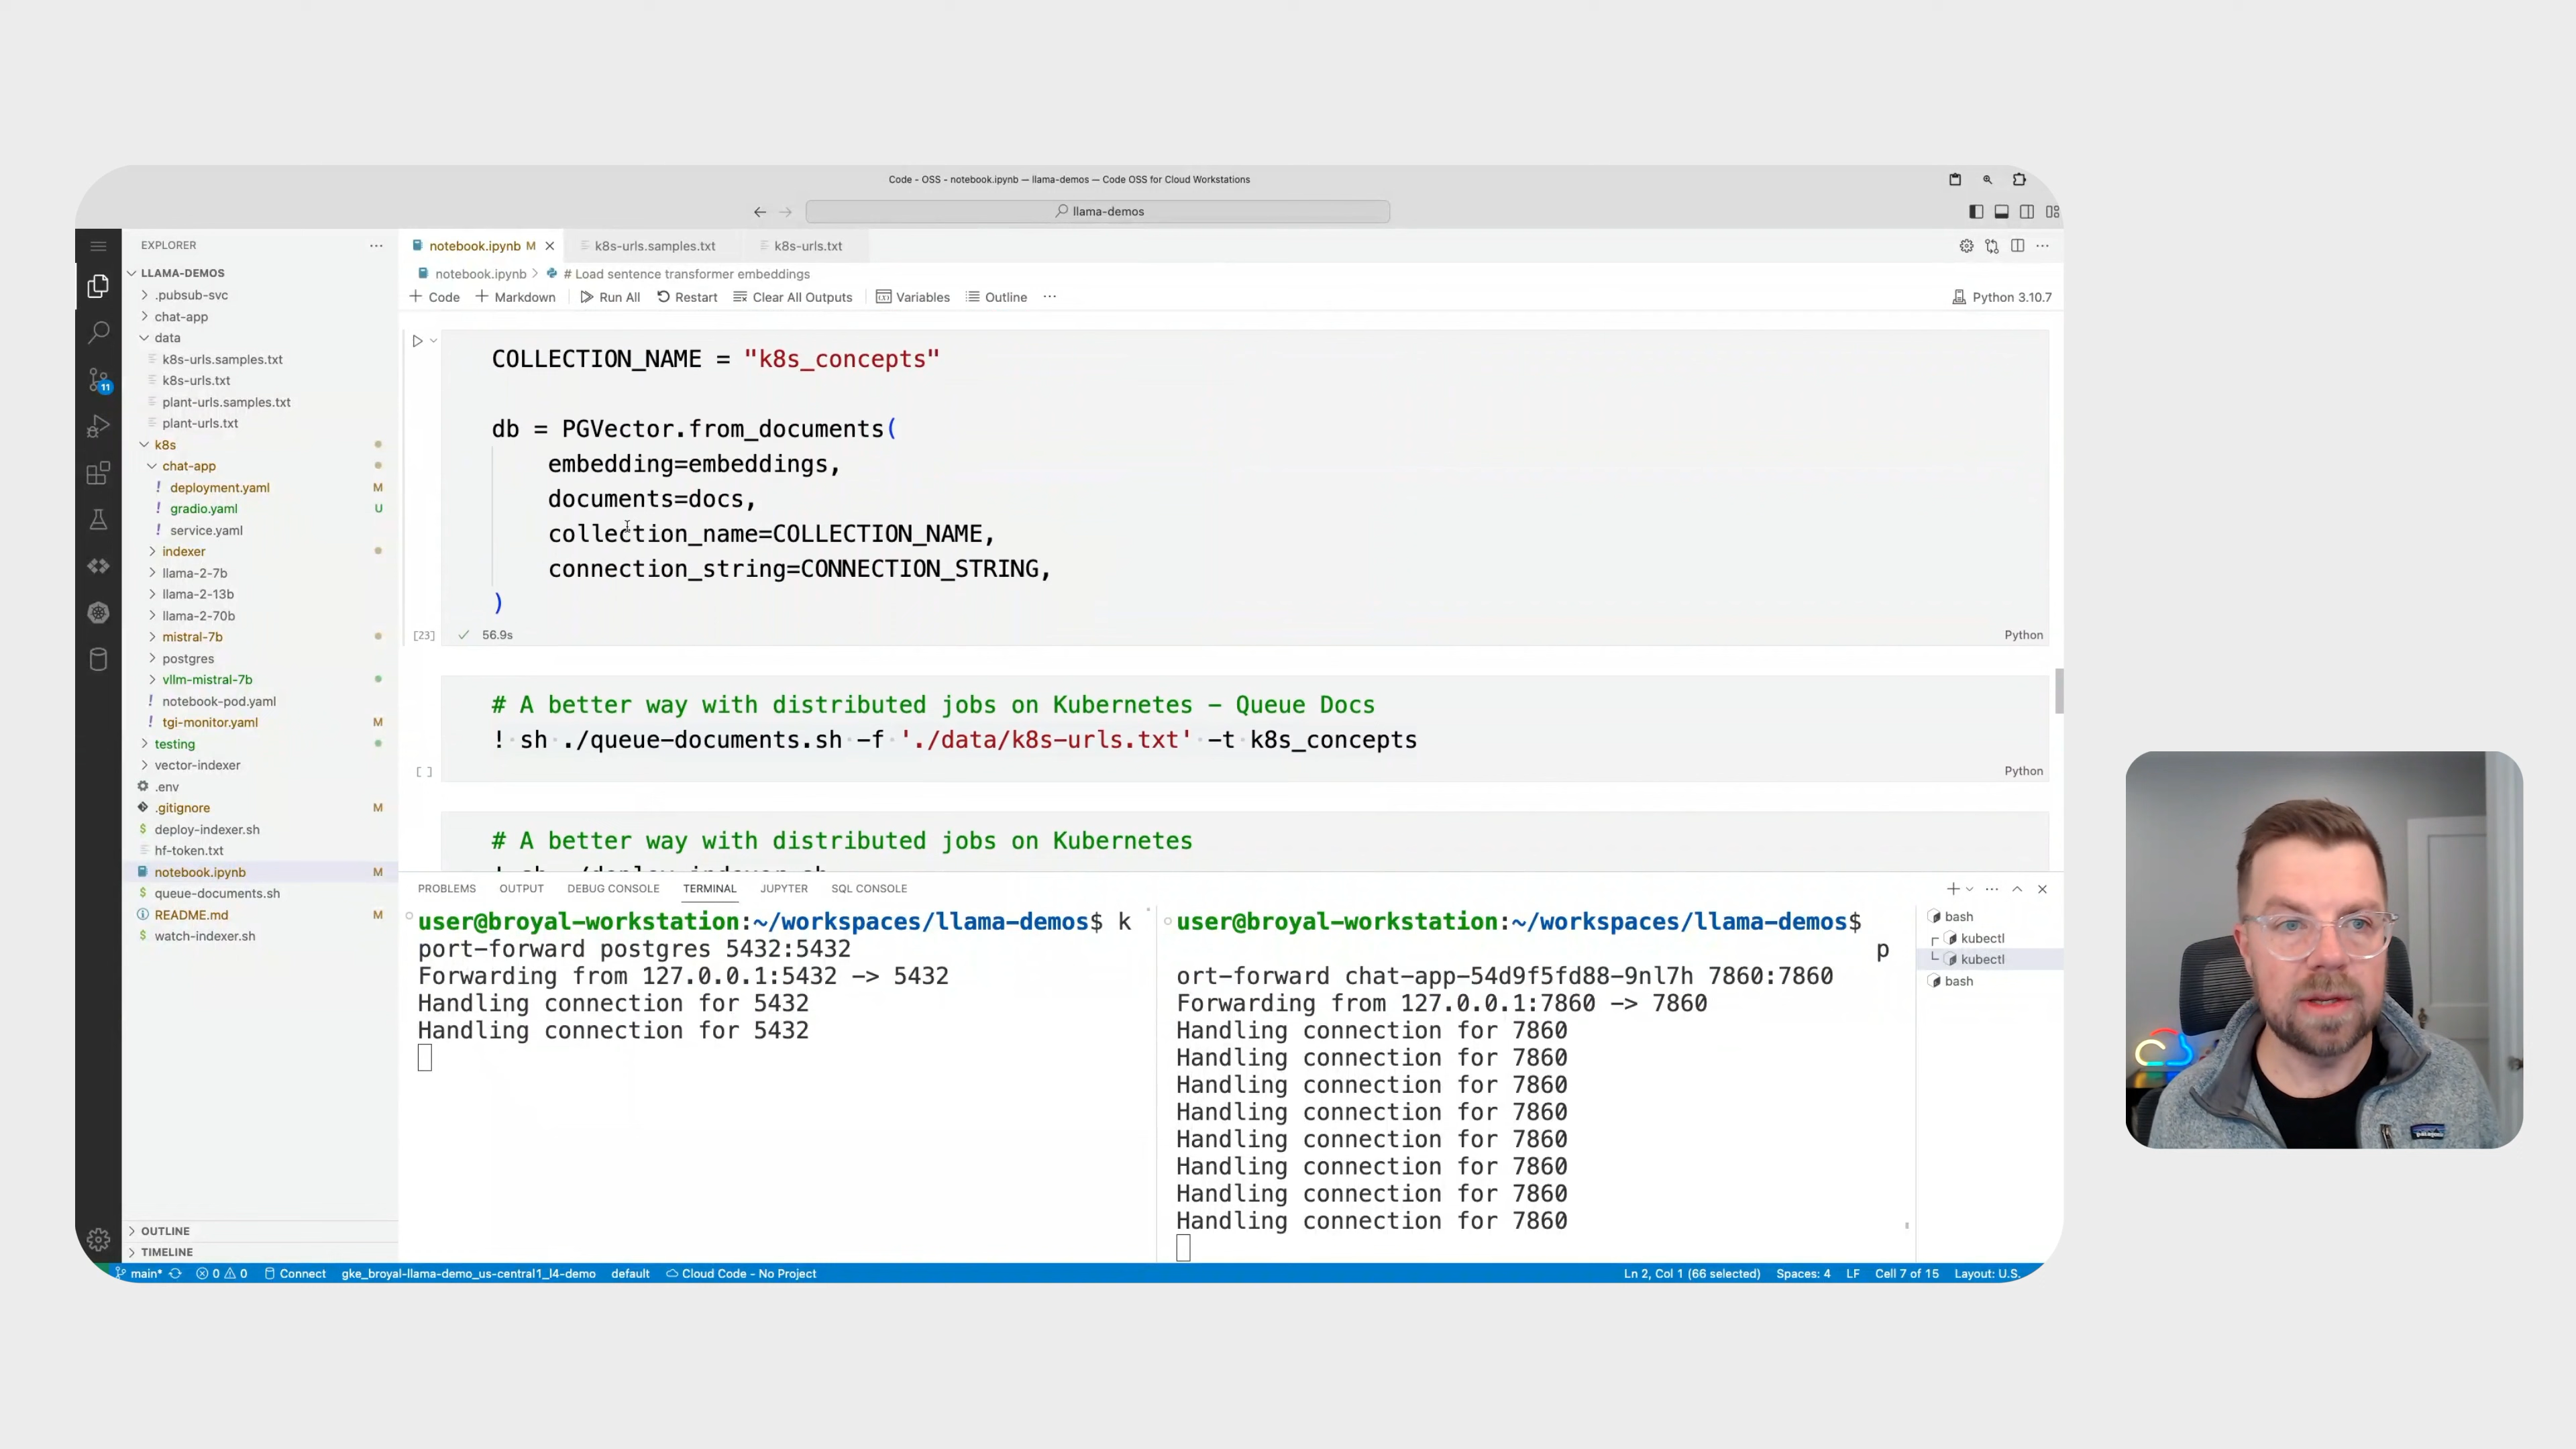 Code - OSS - notebook.ipynb — llama-demos — Code OSS for Cloud Workstations
llama-demos
EXPLORER
LLAMA-DEMOS
.pubsub-svc
chat-app
data
k8s-urls.samples.txt
k8s-urls.txt
plant-urls.samples.txt
plant-urls.txt
k8s
chat-app
deployment.yaml M
gradio.yaml U
service.yaml
indexer
llama-2-7b
llama-2-13b
llama-2-70b
mistral-7b
postgres
vllm-mistral-7b
notebook-pod.yaml
tgi-monitor.yaml M
testing
vector-indexer
.env
.gitignore M
deploy-indexer.sh
hf-token.txt
notebook.ipynb M
queue-documents.sh
README.md M
watch-indexer.sh
OUTLINE
TIMELINE
11
notebook.ipynb M
k8s-urls.samples.txt
k8s-urls.txt
notebook.ipynb > # Load sentence transformer embeddings
+ Code + Markdown Run All Restart Clear All Outputs Variables Outline ...
Python 3.10.7
COLLECTION_NAME = "k8s_concepts"
db = PGVector.from_documents(
embedding=embeddings,
documents=docs,
collection_name=COLLECTION_NAME,
connection_string=CONNECTION_STRING,
)
[23] 56.9s Python
# A better way with distributed jobs on Kubernetes - Queue Docs
! sh ./queue-documents.sh -f './data/k8s-urls.txt' -t k8s_concepts
[ ] Python
# A better way with distributed jobs on Kubernetes
! sh ./deploy-indexer.sh
PROBLEMS OUTPUT DEBUG CONSOLE TERMINAL JUPYTER SQL CONSOLE
user@broyal-workstation:~/workspaces/llama-demos$ k
port-forward postgres 5432:5432
Forwarding from 127.0.0.1:5432 -> 5432
Handling connection for 5432
Handling connection for 5432
user@broyal-workstation:~/workspaces/llama-demos$
p
ort-forward chat-app-54d9f5fd88-9nl7h 7860:7860
Forwarding from 127.0.0.1:7860 -> 7860
Handling connection for 7860
Handling connection for 7860
Handling connection for 7860
Handling connection for 7860
Handling connection for 7860
Handling connection for 7860
Handling connection for 7860
Handling connection for 7860
bash
kubectl
kubectl
bash
main* 0 0 Connect gke_broyal-llama-demo_us-central1_l4-demo default Cloud Code - No Project
Ln 2, Col 1 (66 selected) Spaces: 4 LF Cell 7 of 15 Layout: U.S.